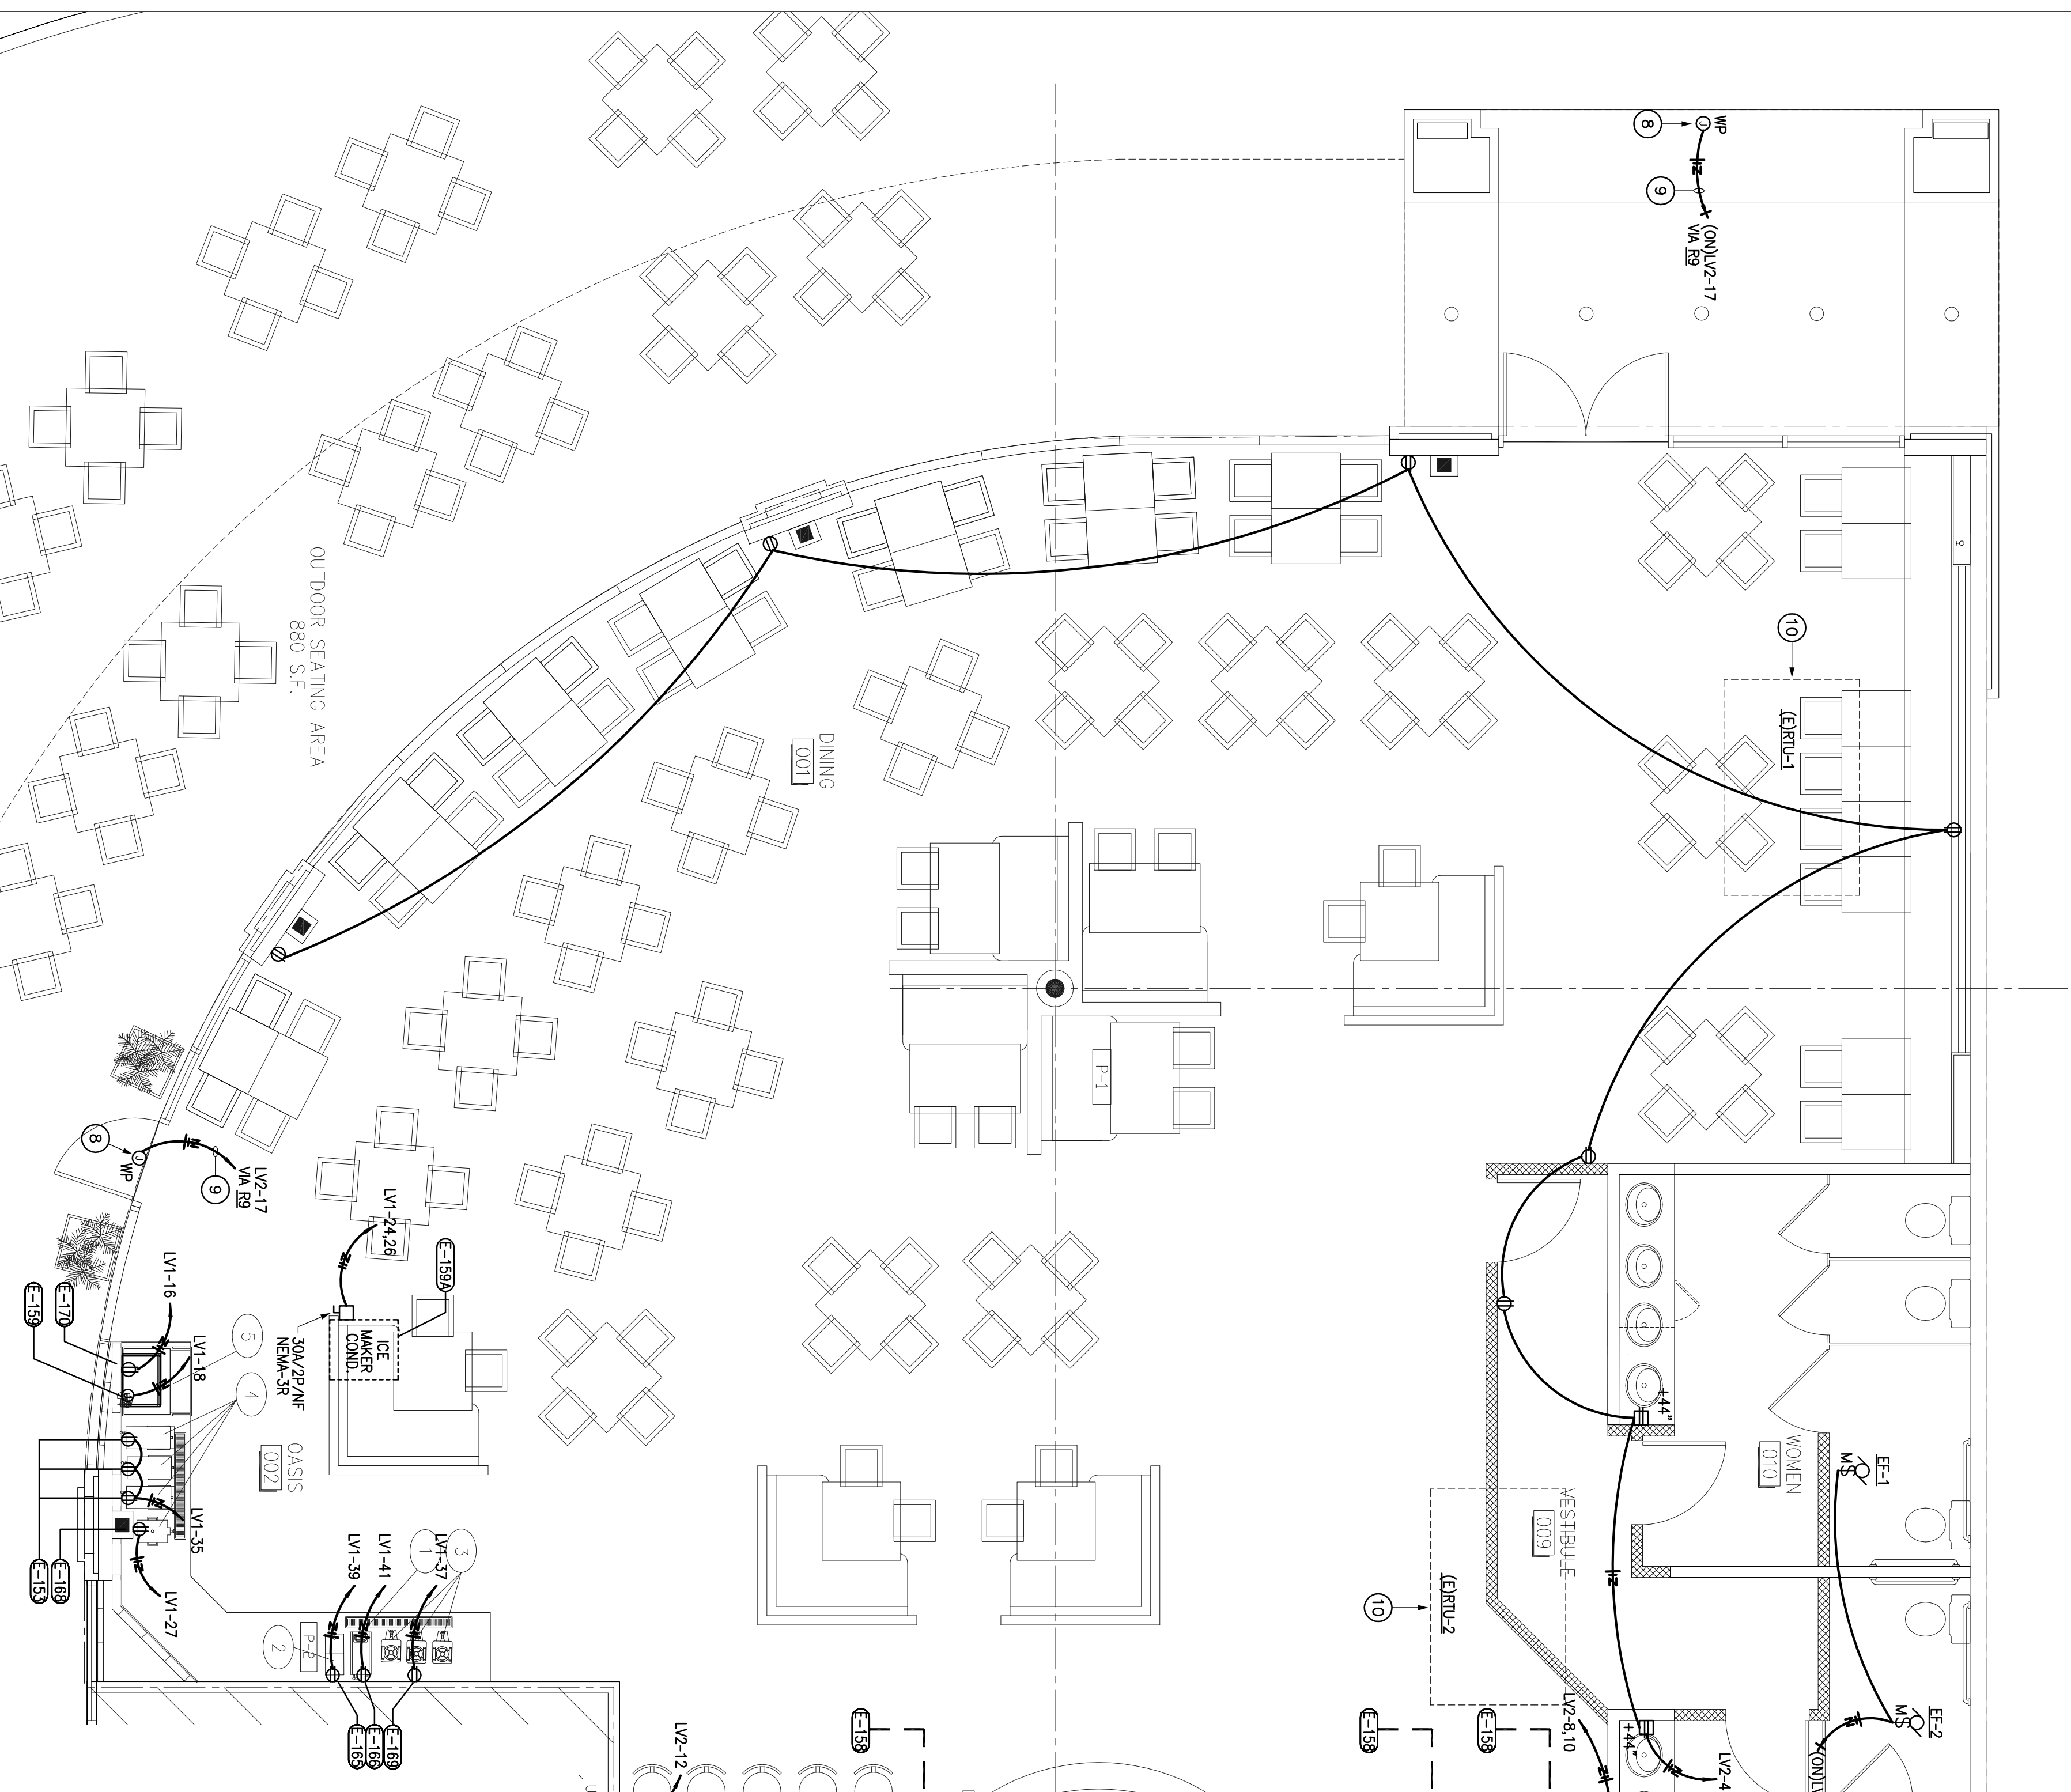 WP
J
8
9
(ON)LV2-17
VIA R9
10
(E)RTU-1
OUTDOOR SEATING AREA
880 S.F.
DINING
001
P-1
8
J
WP
9
LV2-17
VIA R9
LV1-24,26
E-159A
ICE
MAKER
COND.
30A/2P/NF
NEMA-3R
LV1-16
E-170
E-159
LV1-18
5
4
OASIS
002
LV1-35
E-168
E-153
LV1-27
LV1-39
LV1-41
LV1-37
1
3
2
P-2
E-165
E-166
E-169
LV2-12
E-158
E-158
E-158
+44"
WOMEN
010
EF-1
MS
VESTIBULE
009
10
(E)RTU-2
LV2-8,10
+44"
LV2-4
EF-2
MS